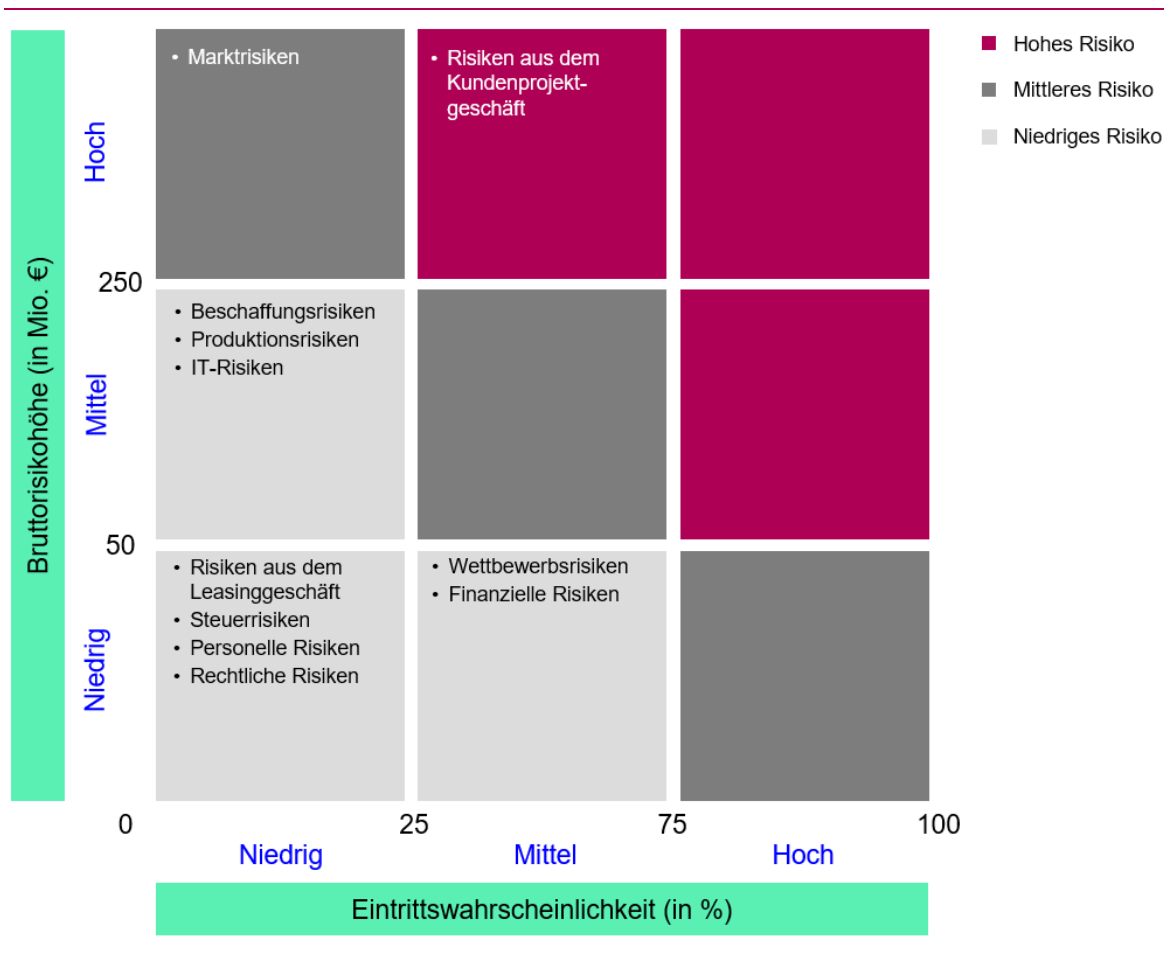 • Marktrisiken
• Risiken aus dem
Kundenprojekt-
geschäft
Hohes Risiko
Mittleres Risiko
Niedriges Risiko
Hoch
250
• Beschaffungsrisiken
• Produktionsrisiken
• IT-Risiken
Mittel
Bruttorisikohöhe (in Mio. €)
50
• Risiken aus dem
Leasinggeschäft
• Steuerrisiken
• Personelle Risiken
• Rechtliche Risiken
• Wettbewerbsrisiken
• Finanzielle Risiken
Niedrig
0
25
75
100
Niedrig
Mittel
Hoch
Eintrittswahrscheinlichkeit (in %)